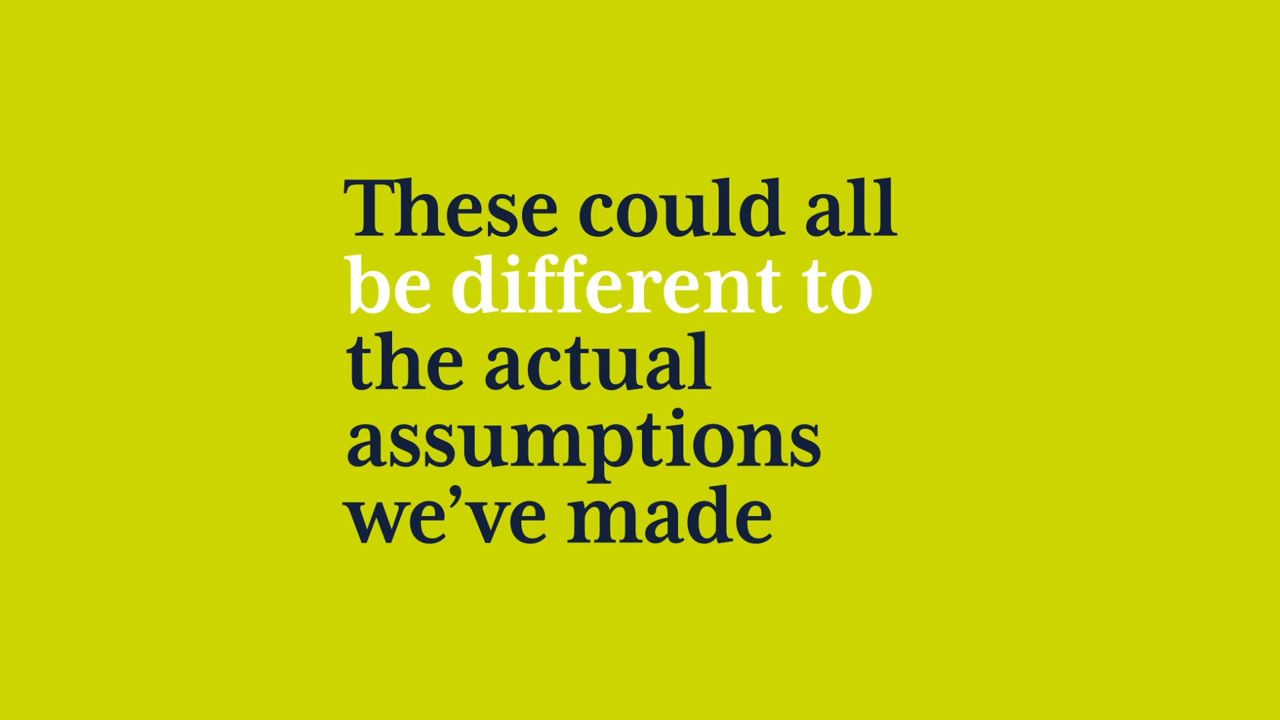 These could all
be different to
the actual
assumptions
we’ve made